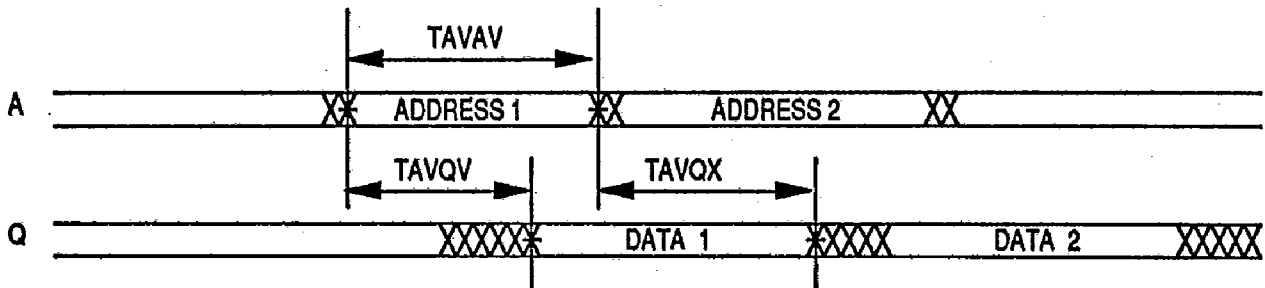 TAVAV
A ADDRESS 1 ADDRESS 2
TAVQV TAVQX
Q DATA 1 DATA 2